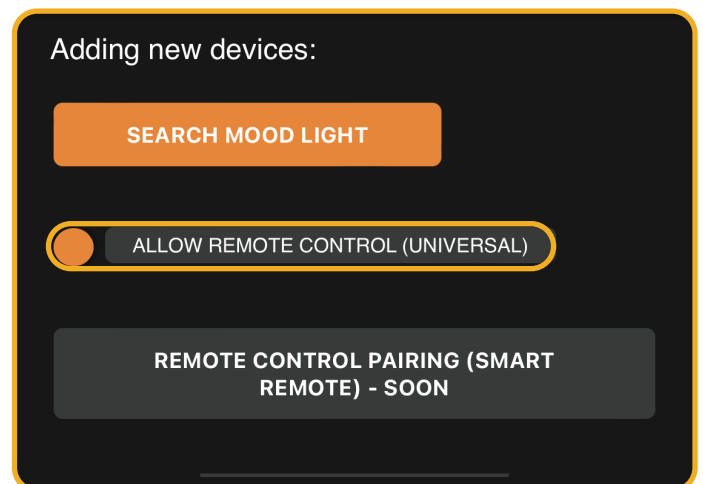 Adding new devices:
SEARCH MOOD LIGHT
ALLOW REMOTE CONTROL (UNIVERSAL)
REMOTE CONTROL PAIRING (SMART
REMOTE) - SOON